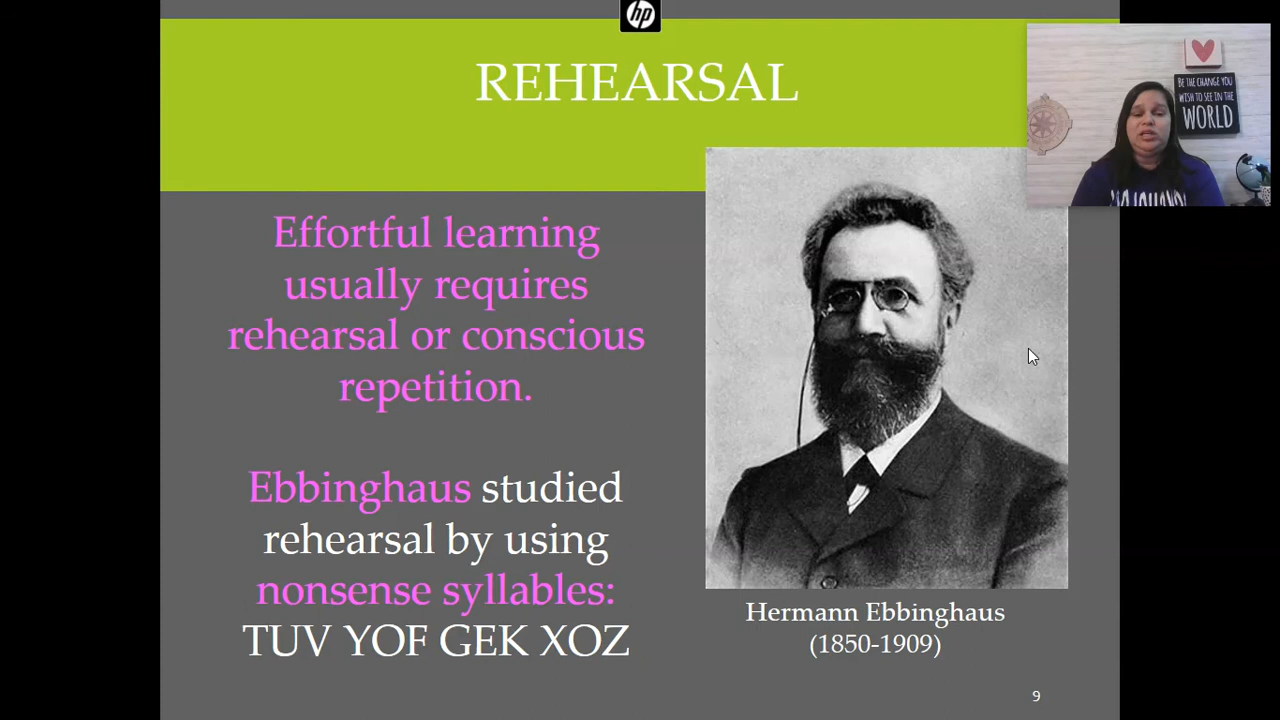 hp
REHEARSAL
BE THE CHANGE YOU
WISH TO SEE IN THE
WORLD
Effortful learning
usually requires
rehearsal or conscious
repetition.
Ebbinghaus studied
rehearsal by using
nonsense syllables:
TUV YOF GEK XOZ
Hermann Ebbinghaus
(1850-1909)
9